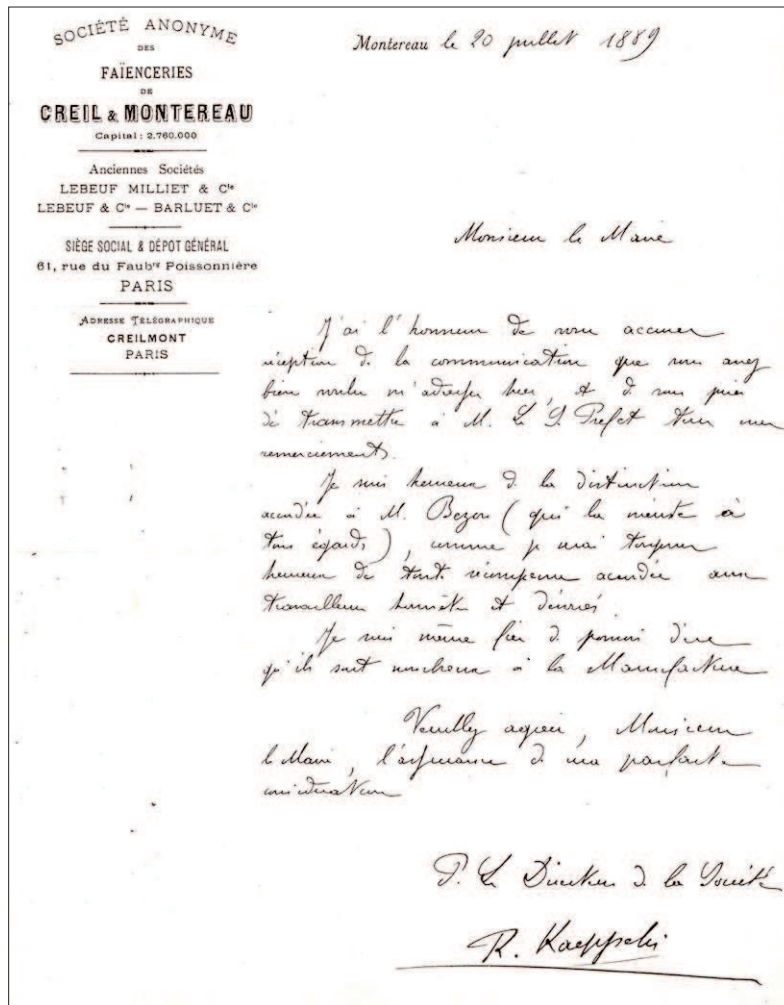 SOCIÉTÉ ANONYME
DES
FAÏENCERIES
DE
CREIL & MONTEREAU
Capital : 2.760.000
Anciennes Sociétés
LEBEUF MILLIET & Cie
LEBEUF & Cie — BARLUET & Cie
SIÈGE SOCIAL & DÉPOT GÉNÉRAL
61, rue du Faubrg Poissonnière
PARIS
ADRESSE TÉLÉGRAPHIQUE
CREILMONT
PARIS
Montereau le 20 juillet 1889
Monsieur le Maire
J'ai l'honneur de vous accuser
réception de la communication que vous avez
bien voulu m'adresser hier, et de vous prier
de transmettre à M. Le S. Préfet tous mes
remerciements.
Je suis heureux de la distinction
accordée à M. Bezon (qui la mérite à
tous égards), comme je serai toujours
heureux de toute récompense accordée aux
travailleurs honnêtes et dévoués
Je suis même fier de pouvoir dire
qu'ils sont nombreux à la Manufacture
Veuillez agréer, Monsieur
le Maire, l'assurance de ma parfaite
considération
P. Le Directeur de la Société
R. Kaeppelin